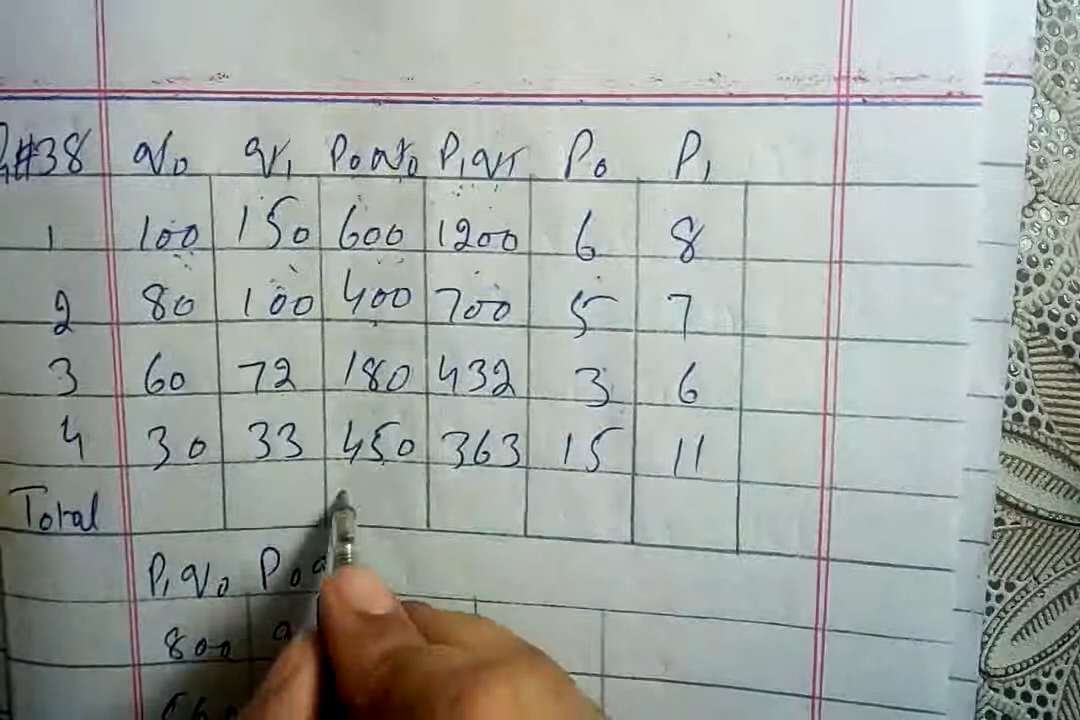 #38 q₀ q₁ P₀q₀ P₁q₁ P₀ P₁
1 100 150 600 1200 6 8
2 80 100 400 700 5 7
3 60 72 180 432 3 6
4 30 33 450 363 15 11
Total
P₁q₀
800